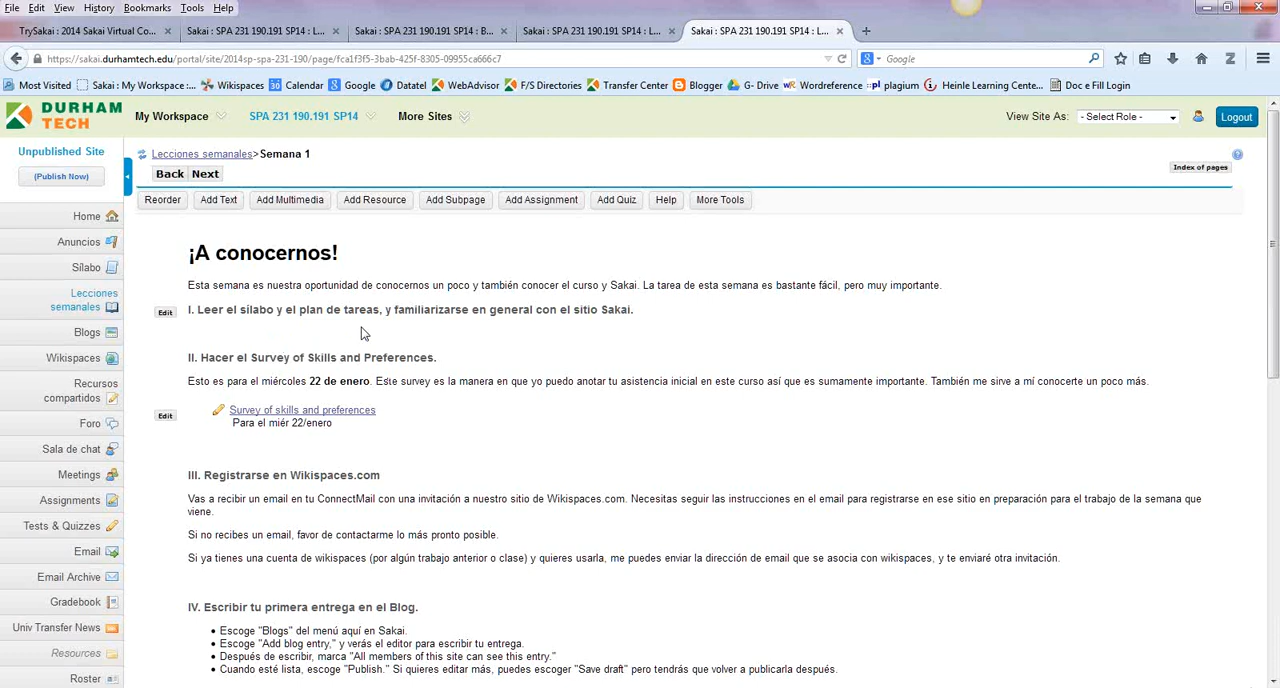 File Edit View History Bookmarks Tools Help
TrySakai : 2014 Sakai Virtual Co... × Sakai : SPA 231 190.191 SP14 : L... × Sakai : SPA 231 190.191 SP14 : B... × Sakai : SPA 231 190.191 SP14 : L... × Sakai : SPA 231 190.191 SP14 : L... × +
https://sakai.durhamtech.edu/portal/site/2014sp-spa-231-190/page/fca1f3f5-3bab-425f-8305-09955ca666c7 Google
Most Visited Sakai : My Workspace :... Wikispaces Calendar Google Datatel WebAdvisor F/S Directories Transfer Center Blogger G- Drive Wordreference plagium Heinle Learning Cente... Doc e Fill Login
DURHAM TECH My Workspace SPA 231 190.191 SP14 More Sites View Site As: - Select Role - Logout
Unpublished Site
(Publish Now)
Lecciones semanales>Semana 1
Index of pages
Back Next
Reorder Add Text Add Multimedia Add Resource Add Subpage Add Assignment Add Quiz Help More Tools
Home
Anuncios
Sílabo
Lecciones semanales
Blogs
Wikispaces
Recursos compartidos
Foro
Sala de chat
Meetings
Assignments
Tests & Quizzes
Email
Email Archive
Gradebook
Univ Transfer News
Resources
Roster
¡A conocernos!
Esta semana es nuestra oportunidad de conocernos un poco y también conocer el curso y Sakai. La tarea de esta semana es bastante fácil, pero muy importante.
Edit
I. Leer el sílabo y el plan de tareas, y familiarizarse en general con el sitio Sakai.
II. Hacer el Survey of Skills and Preferences.
Esto es para el miércoles 22 de enero. Este survey es la manera en que yo puedo anotar tu asistencia inicial en este curso así que es sumamente importante. También me sirve a mí conocerte un poco más.
Edit
Survey of skills and preferences
Para el miér 22/enero
III. Registrarse en Wikispaces.com
Vas a recibir un email en tu ConnectMail con una invitación a nuestro sitio de Wikispaces.com. Necesitas seguir las instrucciones en el email para registrarse en ese sitio en preparación para el trabajo de la semana que
viene.
Si no recibes un email, favor de contactarme lo más pronto posible.
Si ya tienes una cuenta de wikispaces (por algún trabajo anterior o clase) y quieres usarla, me puedes enviar la dirección de email que se asocia con wikispaces, y te enviaré otra invitación.
IV. Escribir tu primera entrega en el Blog.
• Escoge "Blogs" del menú aquí en Sakai.
• Escoge "Add blog entry," y verás el editor para escribir tu entrega.
• Después de escribir, marca "All members of this site can see this entry."
• Cuando esté lista, escoge "Publish." Si quieres editar más, puedes escoger "Save draft" pero tendrás que volver a publicarla después.